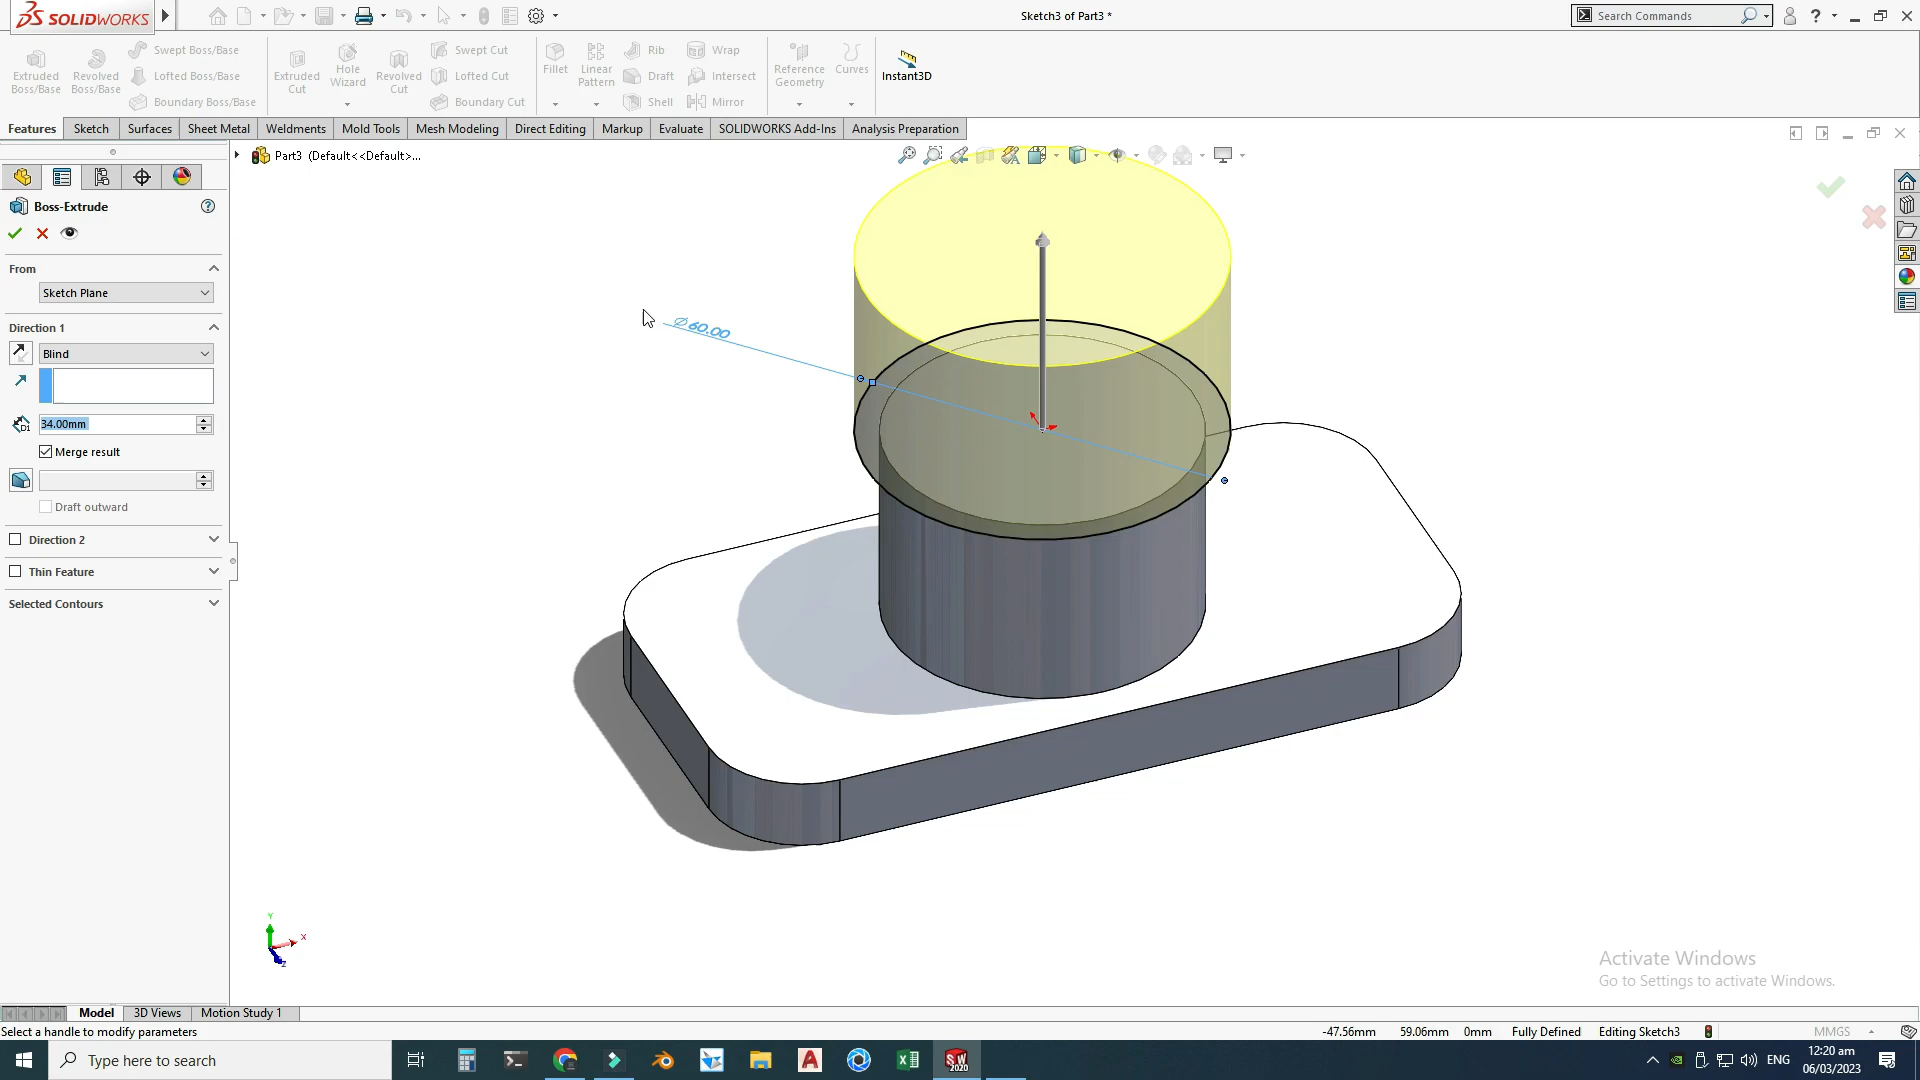 SOLIDWORKS
Sketch3 of Part3 *
Search Commands
Extruded Boss/Base
Revolved Boss/Base
Swept Boss/Base
Lofted Boss/Base
Boundary Boss/Base
Extruded Cut
Hole Wizard
Revolved Cut
Swept Cut
Lofted Cut
Boundary Cut
Fillet
Linear Pattern
Rib
Draft
Shell
Wrap
Intersect
Mirror
Reference Geometry
Curves
Instant3D
Features
Sketch
Surfaces
Sheet Metal
Weldments
Mold Tools
Mesh Modeling
Direct Editing
Markup
Evaluate
SOLIDWORKS Add-Ins
Analysis Preparation
Part3 (Default<<Default>...
Boss-Extrude
From
Sketch Plane
Direction 1
Blind
D1
34.00mm
Merge result
Draft outward
Direction 2
Thin Feature
Selected Contours
∅60.00
Y
X
Z
Activate Windows
Go to Settings to activate Windows.
Model
3D Views
Motion Study 1
Select a handle to modify parameters
-47.56mm
59.06mm
0mm
Fully Defined
Editing Sketch3
MMGS
Type here to search
SW
2020
ENG
12:20 am
06/03/2023